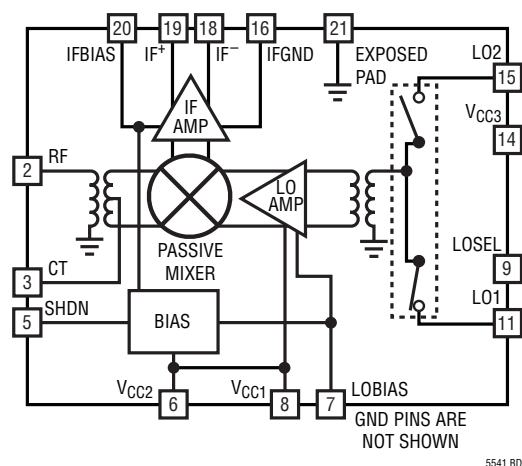 20 19 18 16 21
IFBIAS IF+ IF− IFGND EXPOSED PAD
LO2
15
IF AMP
VCC3
14
2 RF
LO AMP
PASSIVE MIXER
LOSEL
9
3 CT
LO1
11
5 SHDN
BIAS
VCC2 VCC1 LOBIAS
6 8 7
GND PINS ARE
NOT SHOWN
5541 BD